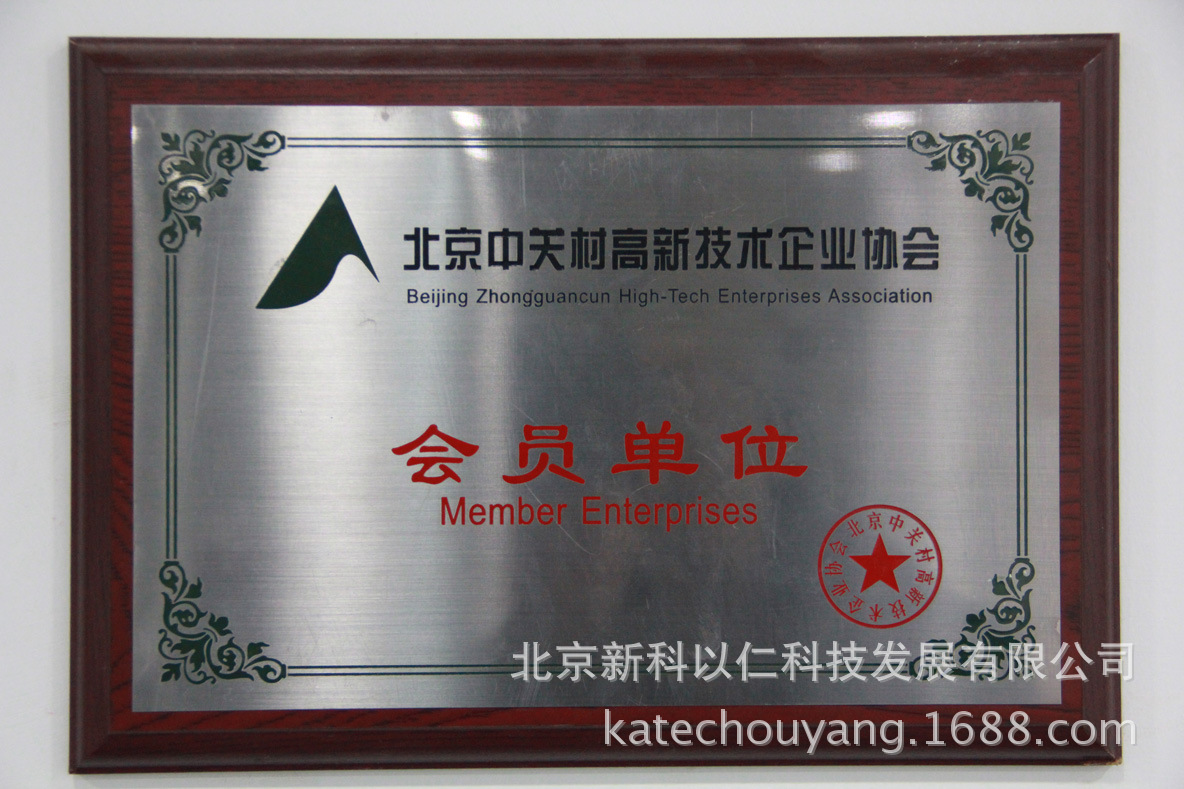 北京中关村高新技术企业协会
Beijing Zhongguancun High-Tech Enterprises Association
会员单位
Member Enterprises
北京中关村高新技术企业协会
北京新科以仁科技发展有限公司
katechouyang.1688.com